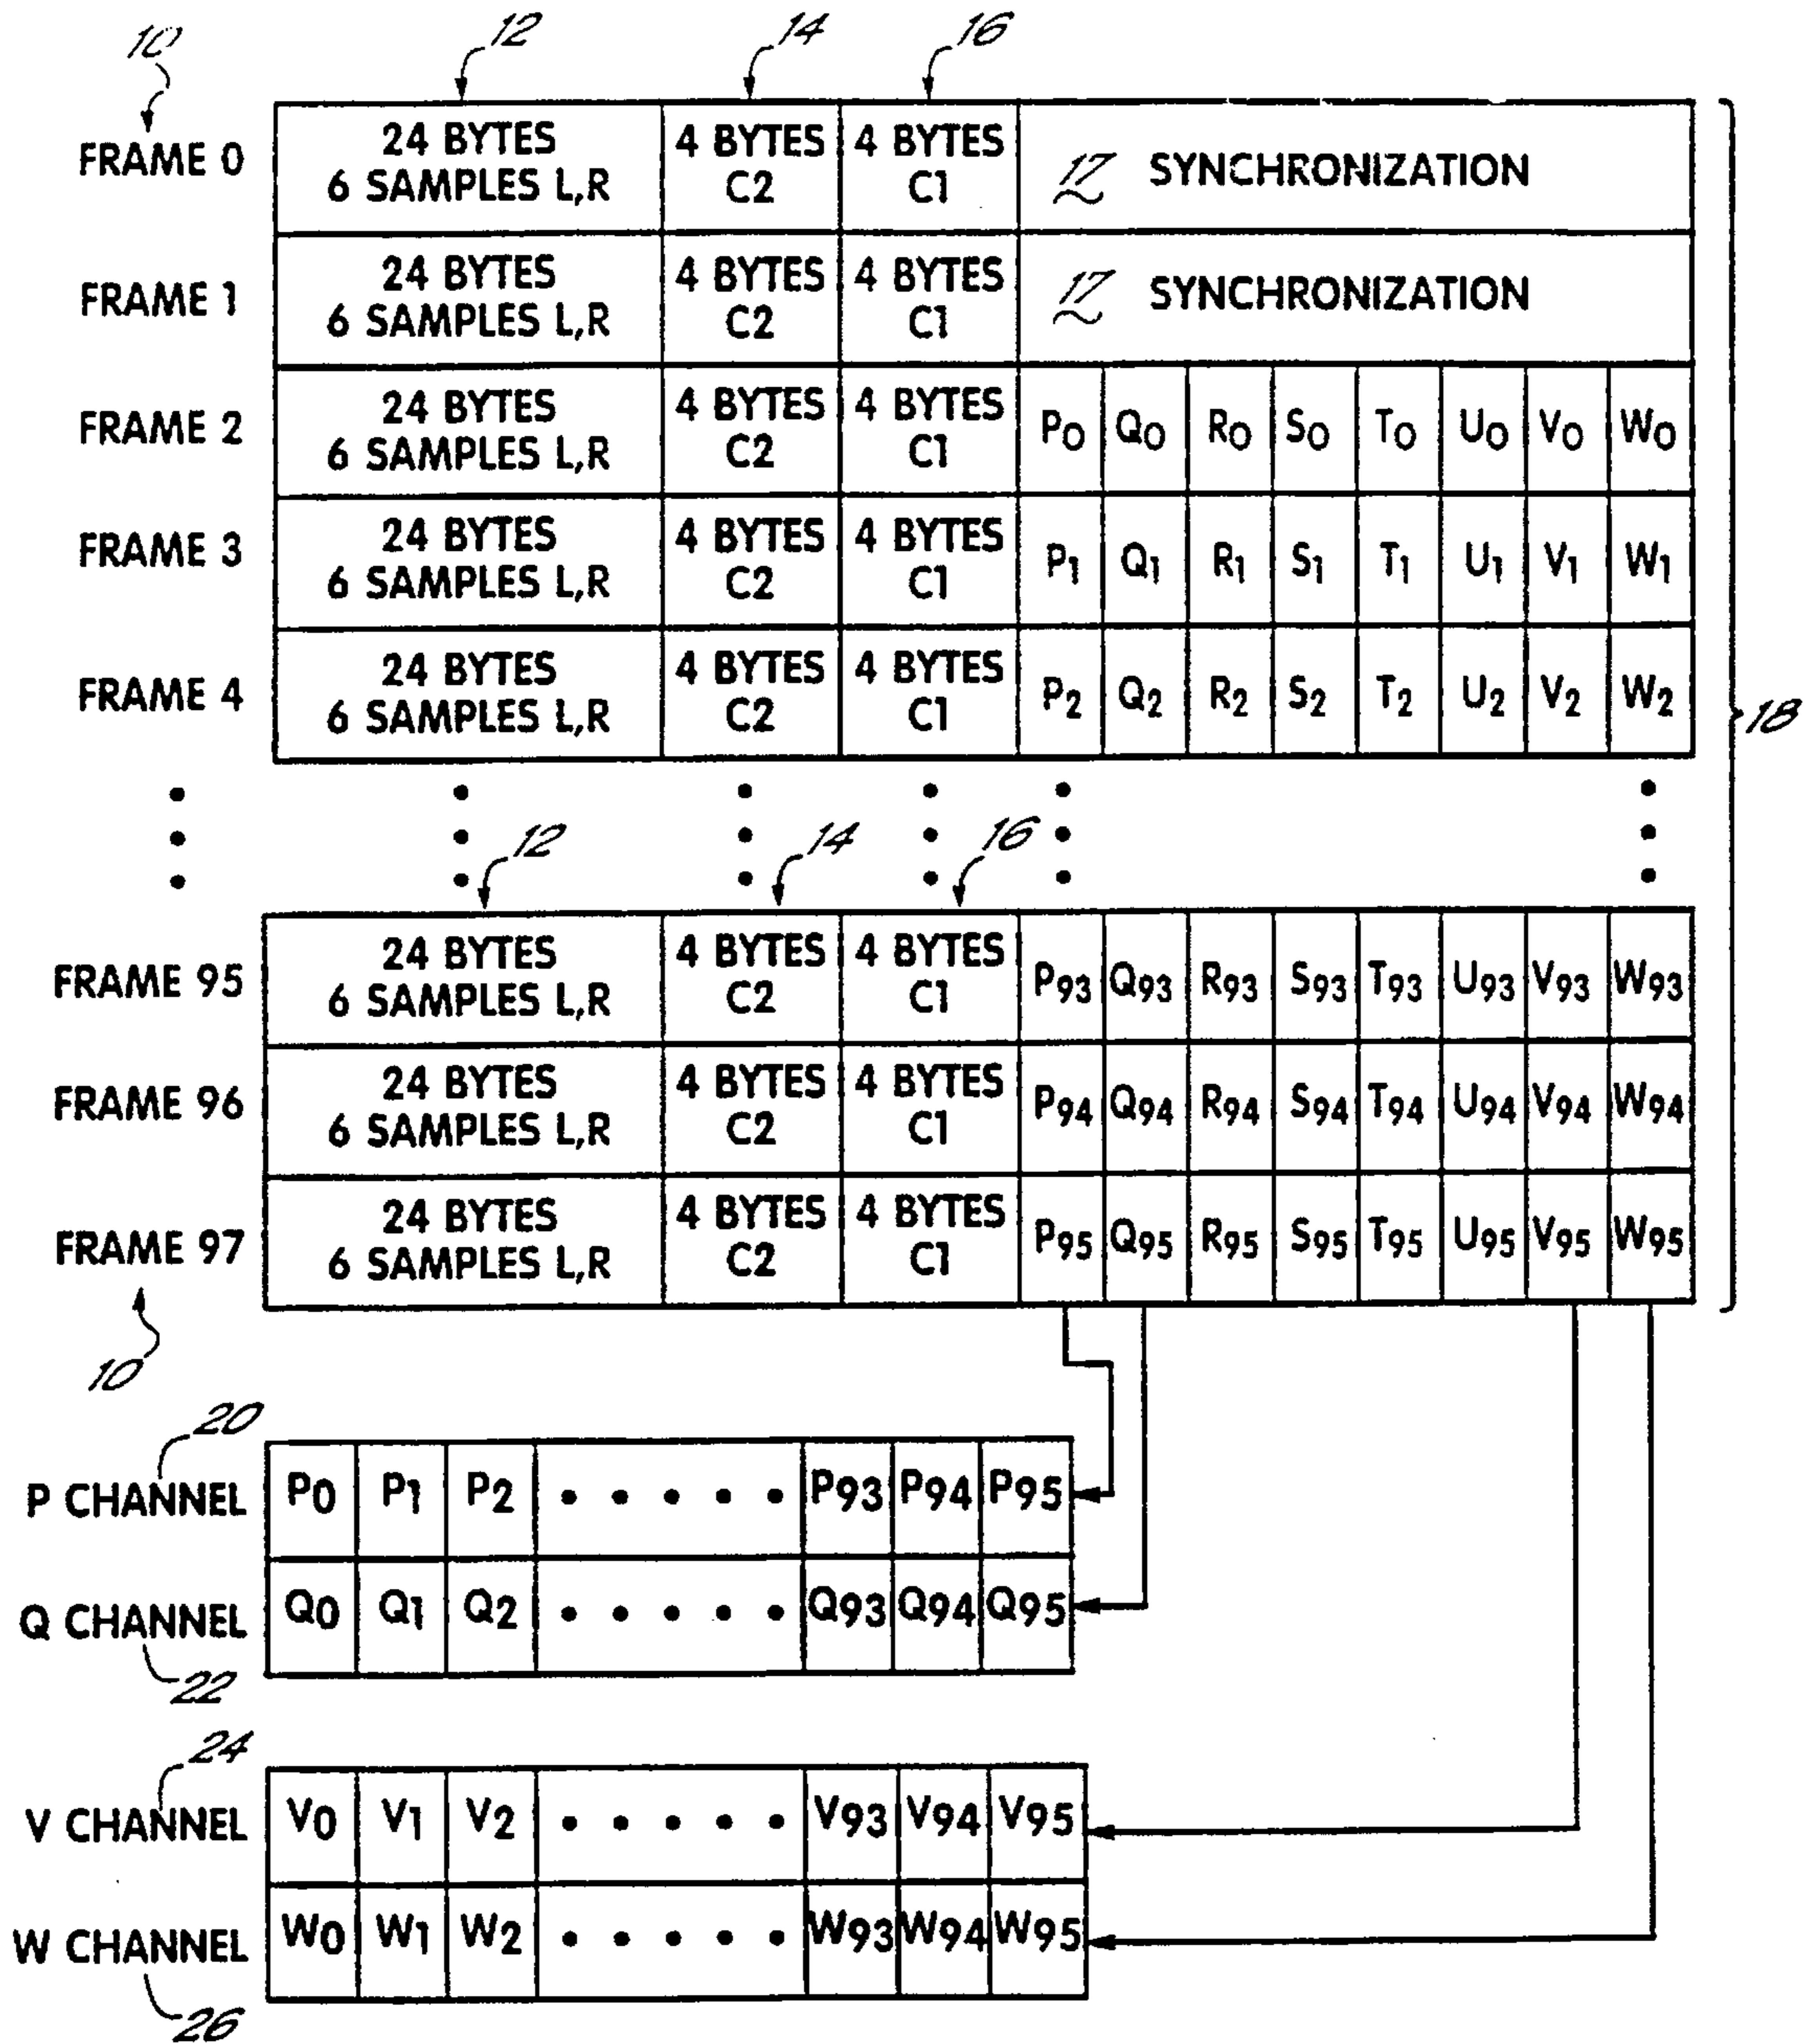 12 14 16
10
FRAME 0 24 BYTES 6 SAMPLES L,R 4 BYTES C2 4 BYTES C1 17 SYNCHRONIZATION
FRAME 1 24 BYTES 6 SAMPLES L,R 4 BYTES C2 4 BYTES C1 17 SYNCHRONIZATION
FRAME 2 24 BYTES 6 SAMPLES L,R 4 BYTES C2 4 BYTES C1 P0 Q0 R0 S0 T0 U0 V0 W0
FRAME 3 24 BYTES 6 SAMPLES L,R 4 BYTES C2 4 BYTES C1 P1 Q1 R1 S1 T1 U1 V1 W1
FRAME 4 24 BYTES 6 SAMPLES L,R 4 BYTES C2 4 BYTES C1 P2 Q2 R2 S2 T2 U2 V2 W2
18
12 14 16
FRAME 95 24 BYTES 6 SAMPLES L,R 4 BYTES C2 4 BYTES C1 P93 Q93 R93 S93 T93 U93 V93 W93
FRAME 96 24 BYTES 6 SAMPLES L,R 4 BYTES C2 4 BYTES C1 P94 Q94 R94 S94 T94 U94 V94 W94
FRAME 97 24 BYTES 6 SAMPLES L,R 4 BYTES C2 4 BYTES C1 P95 Q95 R95 S95 T95 U95 V95 W95
10
20
P CHANNEL P0 P1 P2 • • • • • P93 P94 P95
Q CHANNEL Q0 Q1 Q2 • • • • • Q93 Q94 Q95
22
24
V CHANNEL V0 V1 V2 • • • • • V93 V94 V95
W CHANNEL W0 W1 W2 • • • • • W93 W94 W95
26